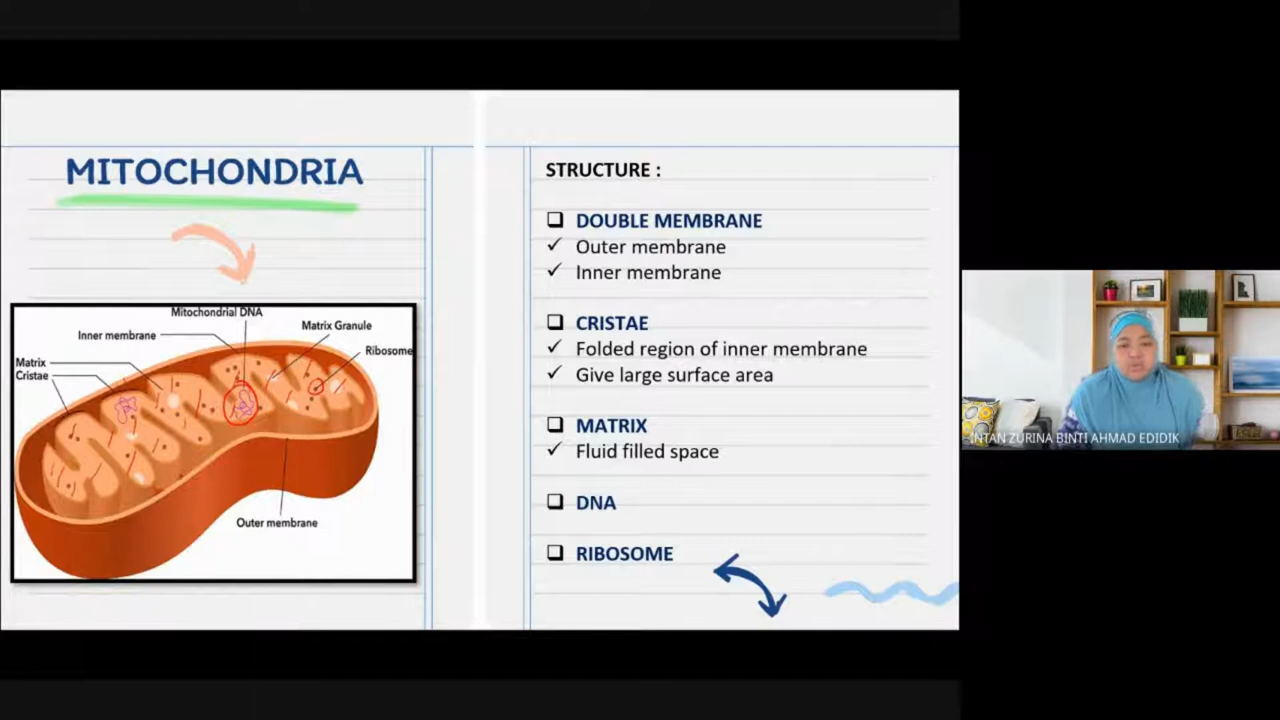 MITOCHONDRIA
Mitochondrial DNA
Inner membrane
Matrix Granule
Matrix
Ribosome
Cristae
Outer membrane
STRUCTURE :
DOUBLE MEMBRANE
Outer membrane
Inner membrane
CRISTAE
Folded region of inner membrane
Give large surface area
MATRIX
Fluid filled space
DNA
RIBOSOME
INTAN ZURINA BINTI AHMAD EDIDIK